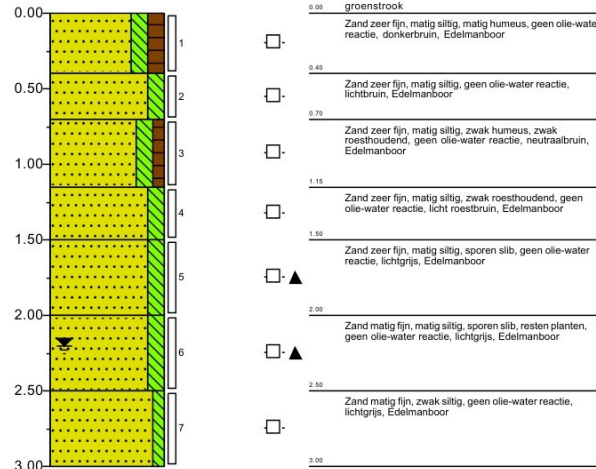 0.00
0.00
groenstrook
Zand zeer fijn, matig siltig, matig humeus, geen olie-water
reactie, donkerbruin, Edelmanboor
1
0.40
0.50
Zand zeer fijn, matig siltig, geen olie-water reactie,
lichtbruin, Edelmanboor
2
0.70
Zand zeer fijn, matig siltig, zwak humeus, zwak
roesthoudend, geen olie-water reactie, neutraalbruin,
Edelmanboor
3
1.00
1.15
Zand zeer fijn, matig siltig, zwak roesthoudend, geen
olie-water reactie, licht roestbruin, Edelmanboor
4
1.50
1.50
Zand zeer fijn, matig siltig, sporen slib, geen olie-water
reactie, lichtgrijs, Edelmanboor
5
2.00
2.00
Zand matig fijn, matig siltig, sporen slib, resten planten,
geen olie-water reactie, lichtgrijs, Edelmanboor
6
2.50
2.50
Zand matig fijn, zwak siltig, geen olie-water reactie,
lichtgrijs, Edelmanboor
7
3.00
3.00